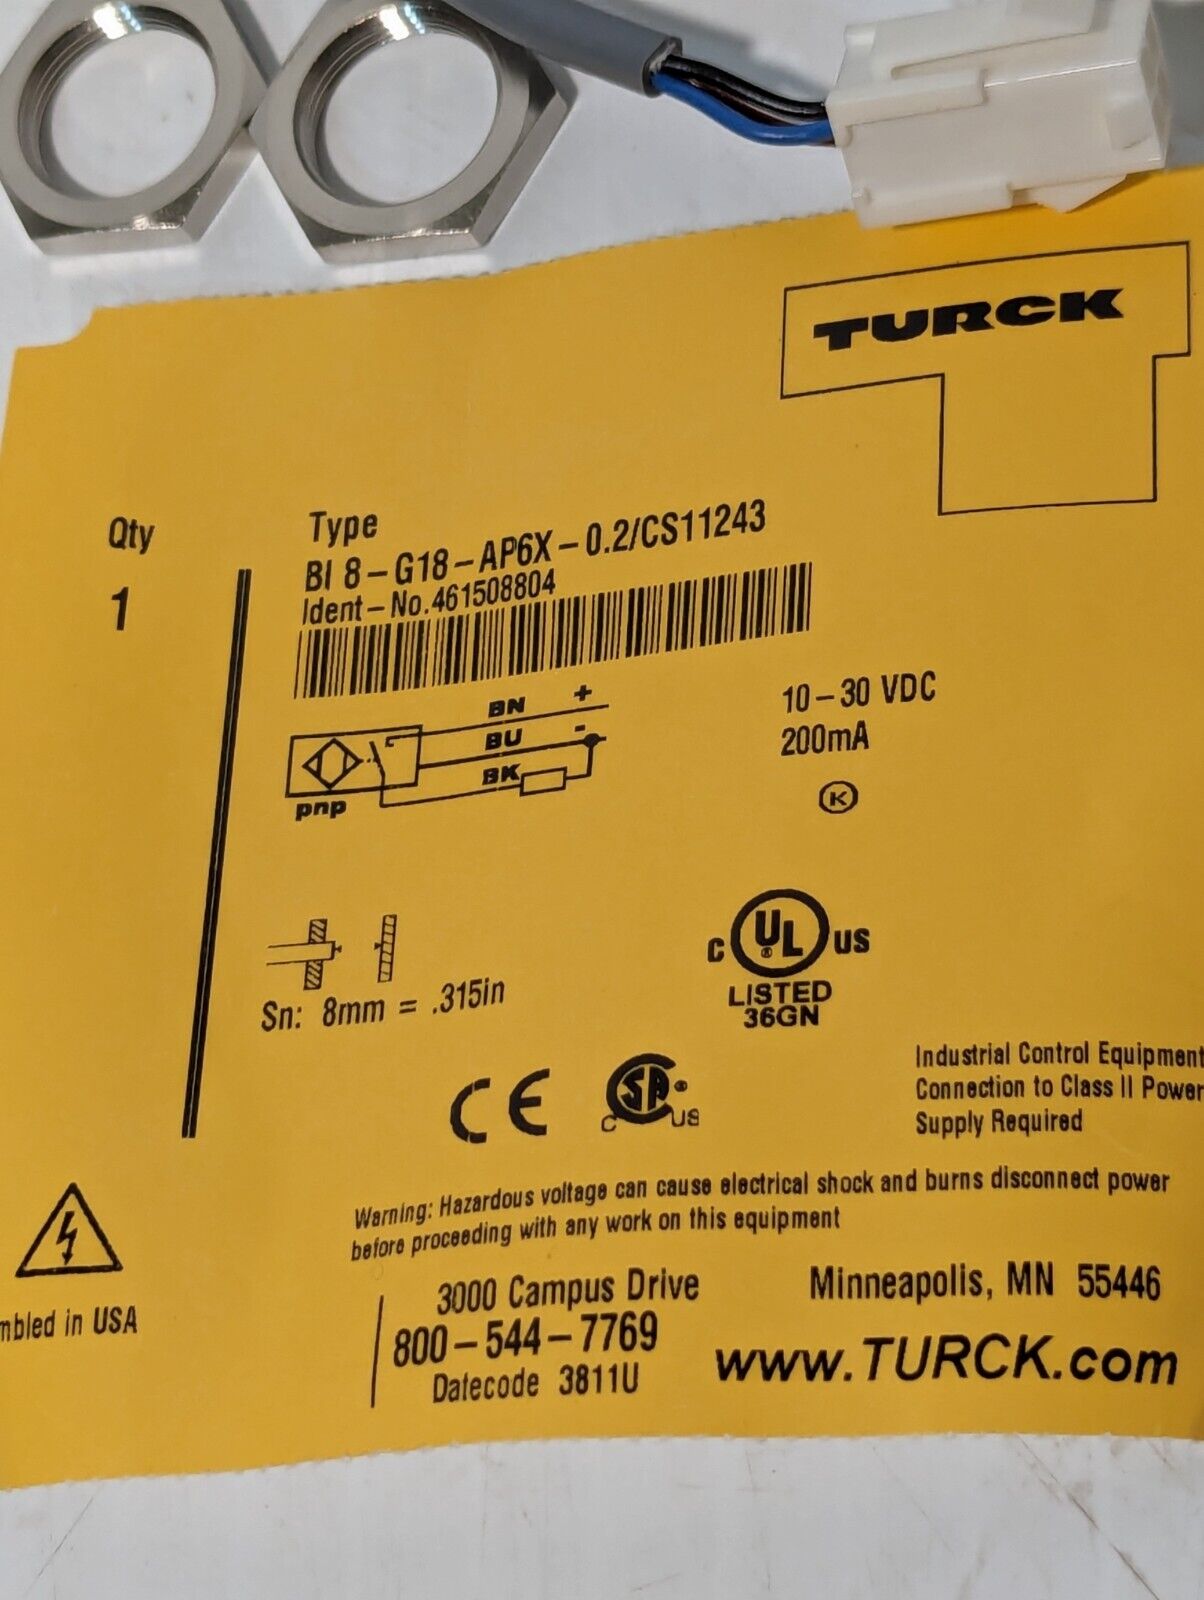 TURCK
Qty
1
Type
BI 8-G18-AP6X-0.2/CS11243
Ident-No.461508804
BN +
BU -
BK
pnp
10-30 VDC
200mA
K
Sn: 8mm = .315in
C UL ® US
LISTED
36GN
CE
C SA ® US
Industrial Control Equipment
Connection to Class II Power
Supply Required
Warning: Hazardous voltage can cause electrical shock and burns disconnect power
before proceeding with any work on this equipment
mbled in USA
3000 Campus Drive Minneapolis, MN 55446
800-544-7769
www.TURCK.com
Datecode 3811U